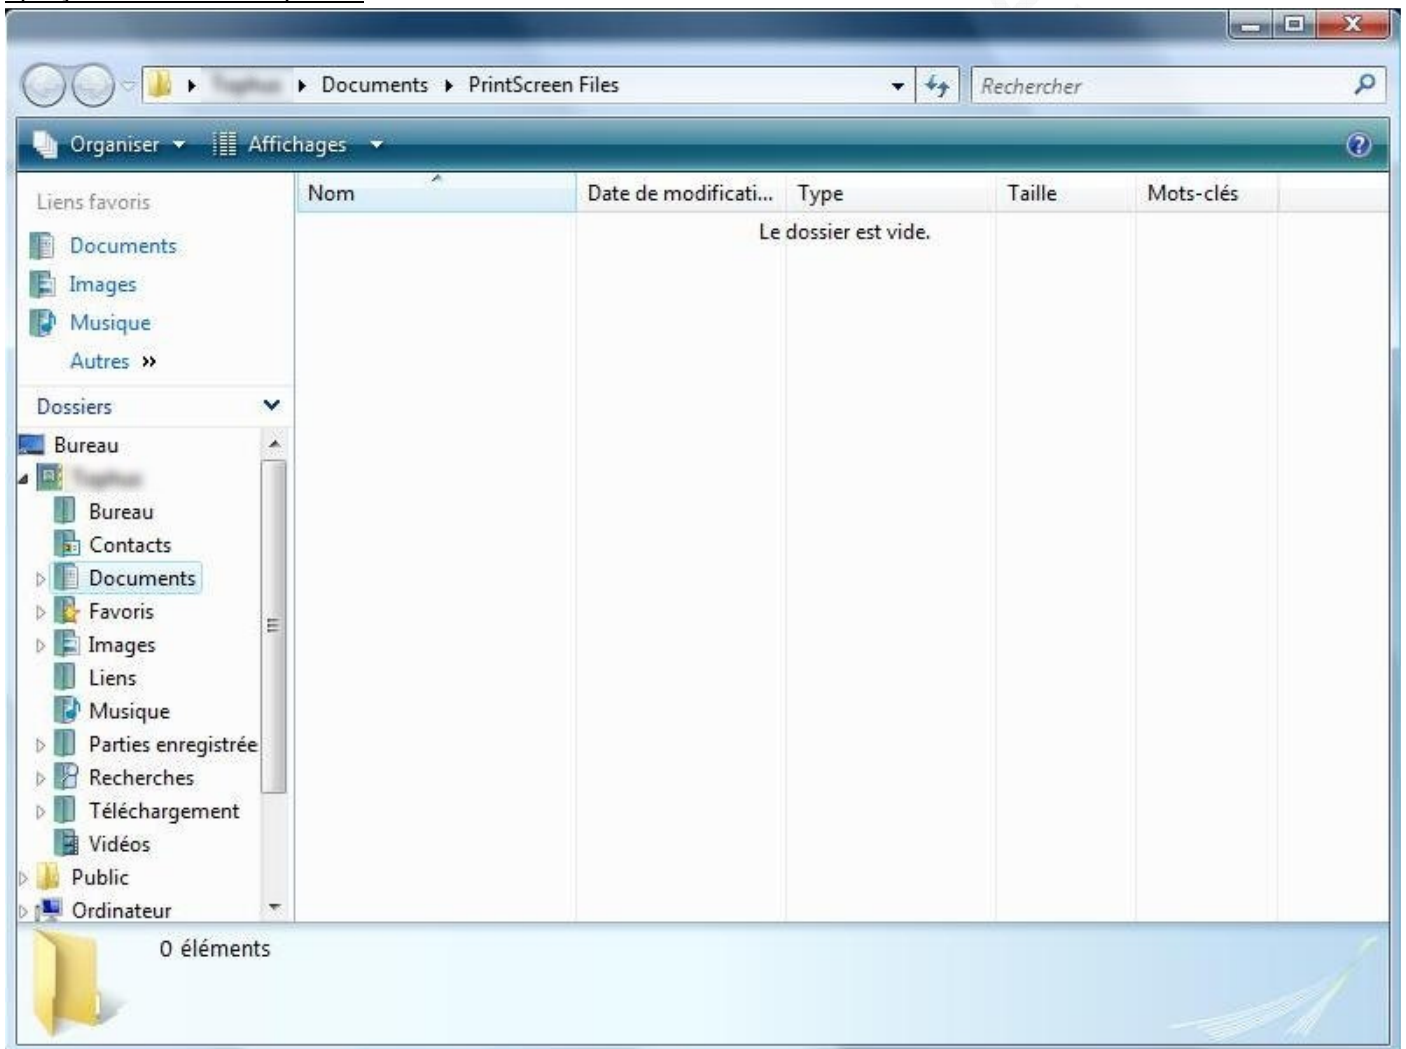 Documents PrintScreen Files Rechercher
Organiser Affichages
Liens favoris
Documents
Images
Musique
Autres »
Dossiers
Bureau
Bureau
Contacts
Documents
Favoris
Images
Liens
Musique
Parties enregistrée
Recherches
Téléchargement
Vidéos
Public
Ordinateur
Nom Date de modificati... Type Taille Mots-clés
Le dossier est vide.
0 éléments